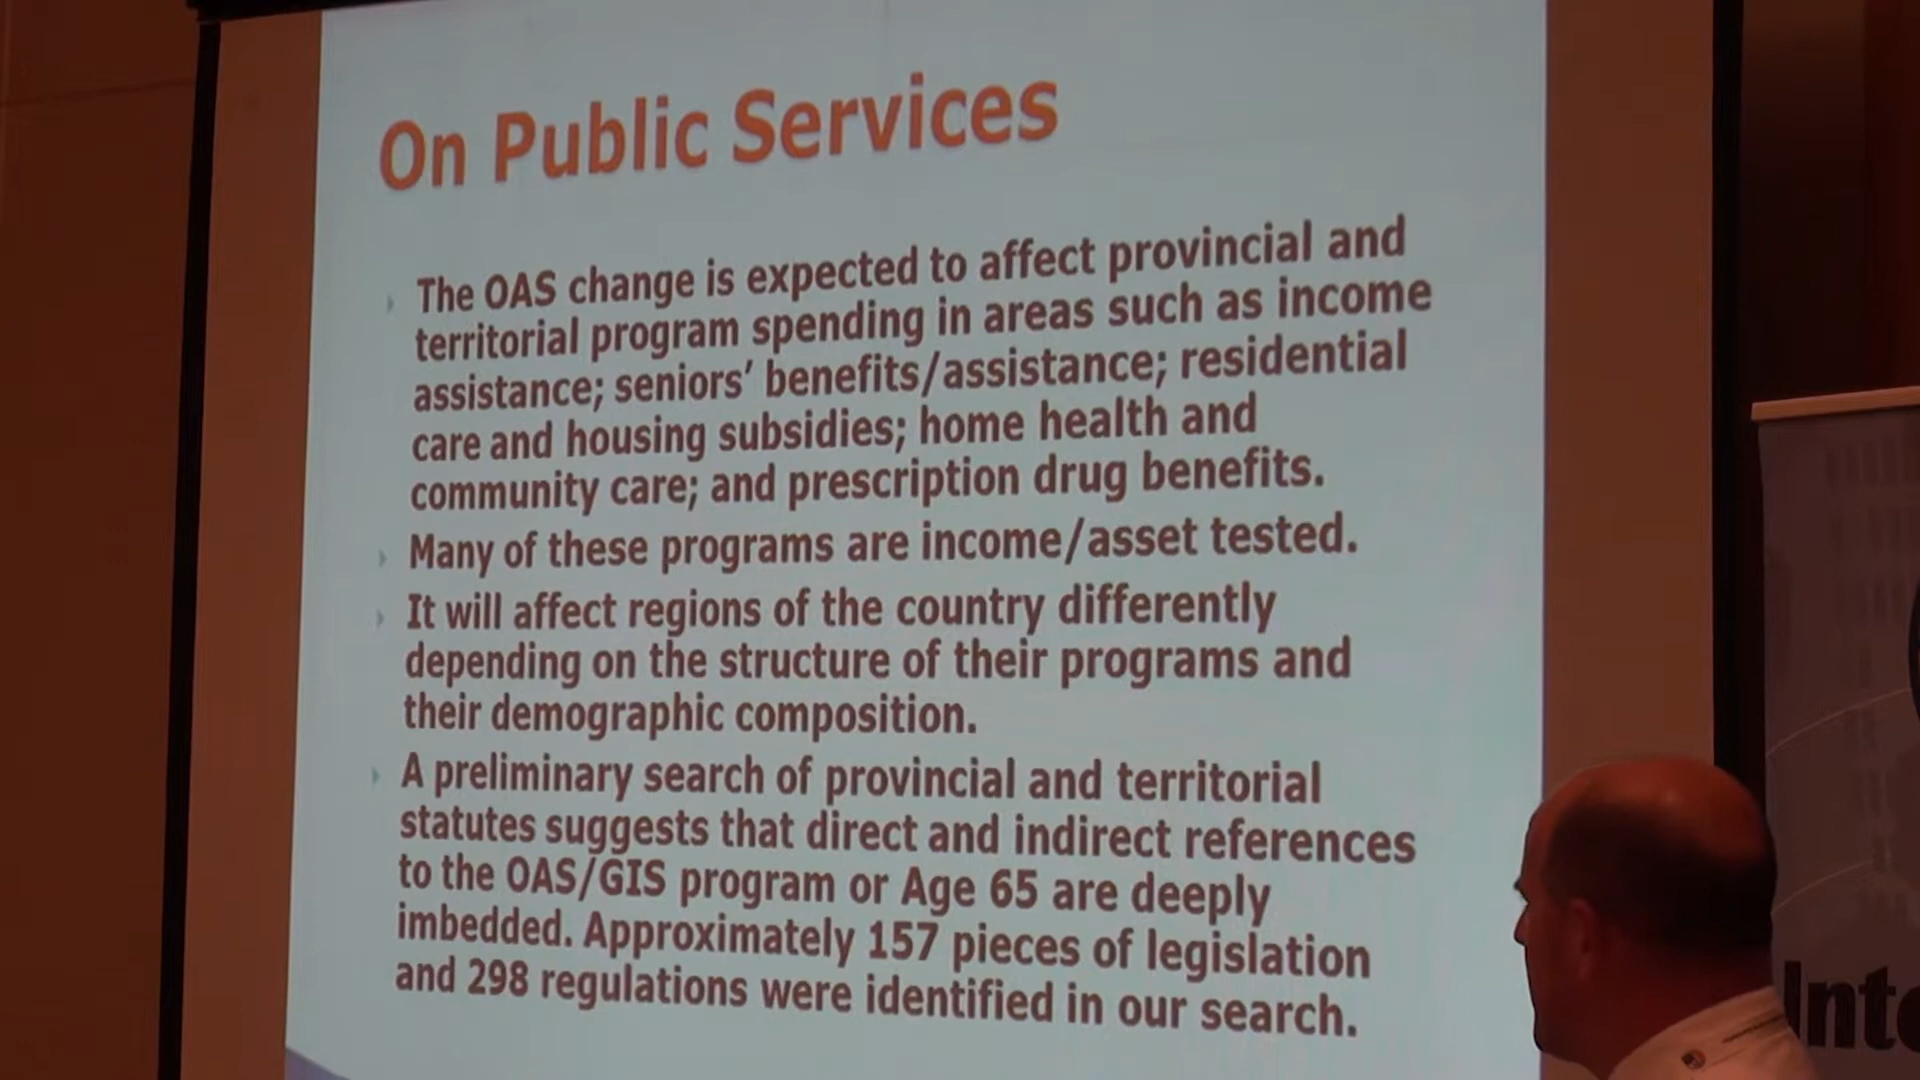 On Public Services
The OAS change is expected to affect provincial and
territorial program spending in areas such as income
assistance; seniors' benefits/assistance; residential
care and housing subsidies; home health and
community care; and prescription drug benefits.
Many of these programs are income/asset tested.
It will affect regions of the country differently
depending on the structure of their programs and
their demographic composition.
A preliminary search of provincial and territorial
statutes suggests that direct and indirect references
to the OAS/GIS program or Age 65 are deeply
imbedded. Approximately 157 pieces of legislation
and 298 regulations were identified in our search.
Inte